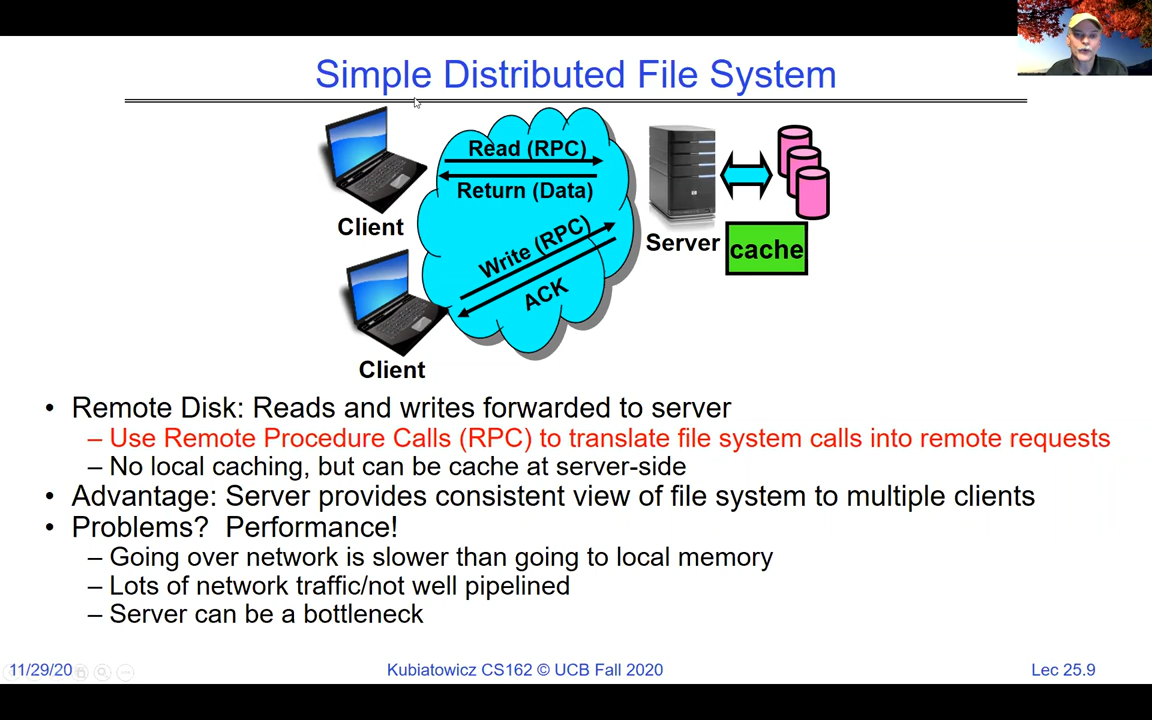 Simple Distributed File System
Read (RPC)
Return (Data)
Client
Write (RPC)
ACK
Server
cache
Client
• Remote Disk: Reads and writes forwarded to server
– Use Remote Procedure Calls (RPC) to translate file system calls into remote requests
– No local caching, but can be cache at server-side
• Advantage: Server provides consistent view of file system to multiple clients
• Problems? Performance!
– Going over network is slower than going to local memory
– Lots of network traffic/not well pipelined
– Server can be a bottleneck
11/29/20
Kubiatowicz CS162 © UCB Fall 2020
Lec 25.9